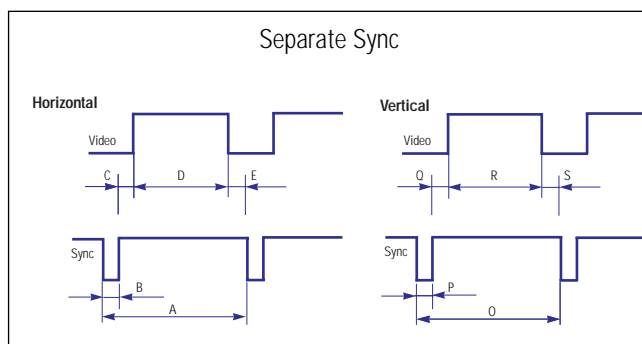 Separate Sync
Horizontal
Video
C D E
Sync
B
A
Vertical
Video
Q R S
Sync
P
O